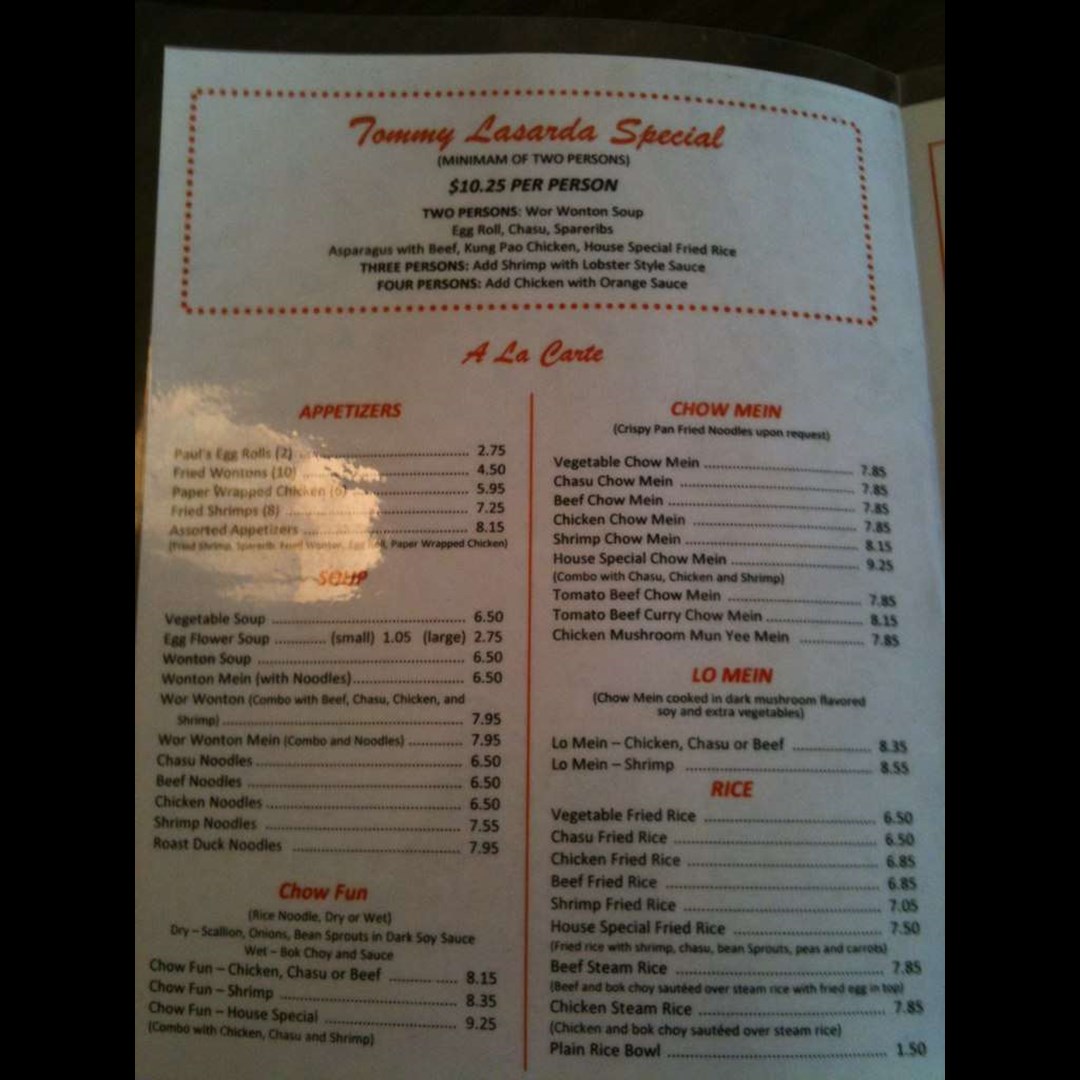 Tommy Lasarda Special
(MINIMAM OF TWO PERSONS)
$10.25 PER PERSON
TWO PERSONS: Wor Wonton Soup
Egg Roll, Chasu, Spareribs
Asparagus with Beef, Kung Pao Chicken, House Special Fried Rice
THREE PERSONS: Add Shrimp with Lobster Style Sauce
FOUR PERSONS: Add Chicken with Orange Sauce
A La Carte
APPETIZERS
Paul's Egg Rolls (2) ........ 2.75
Fried Wontons (10) ........ 4.50
Paper Wrapped Chicken (6) ........ 5.95
Fried Shrimps (8) ........ 7.25
Assorted Appetizers ........ 8.15
(Fried Shrimp, Sparerib, Fried Wonton, Egg Roll, Paper Wrapped Chicken)
SOUP
Vegetable Soup ........ 6.50
Egg Flower Soup ........ (small) 1.05 (large) 2.75
Wonton Soup ........ 6.50
Wonton Mein (with Noodles) ........ 6.50
Wor Wonton (Combo with Beef, Chasu, Chicken, and
Shrimp) ........ 7.95
Wor Wonton Mein (Combo and Noodles) ........ 7.95
Chasu Noodles ........ 6.50
Beef Noodles ........ 6.50
Chicken Noodles ........ 6.50
Shrimp Noodles ........ 7.55
Roast Duck Noodles ........ 7.95
Chow Fun
(Rice Noodle, Dry or Wet)
Dry – Scallion, Onions, Bean Sprouts in Dark Soy Sauce
Wet – Bok Choy and Sauce
Chow Fun – Chicken, Chasu or Beef ........ 8.15
Chow Fun – Shrimp ........ 8.35
Chow Fun – House Special ........ 9.25
(Combo with Chicken, Chasu and Shrimp)
CHOW MEIN
(Crispy Pan Fried Noodles upon request)
Vegetable Chow Mein ........ 7.85
Chasu Chow Mein ........ 7.85
Beef Chow Mein ........ 7.85
Chicken Chow Mein ........ 7.85
Shrimp Chow Mein ........ 8.15
House Special Chow Mein ........ 9.25
(Combo with Chasu, Chicken and Shrimp)
Tomato Beef Chow Mein ........ 7.85
Tomato Beef Curry Chow Mein ........ 8.15
Chicken Mushroom Mun Yee Mein ........ 7.85
LO MEIN
(Chow Mein cooked in dark mushroom flavored
soy and extra vegetables)
Lo Mein – Chicken, Chasu or Beef ........ 8.35
Lo Mein – Shrimp ........ 8.55
RICE
Vegetable Fried Rice ........ 6.50
Chasu Fried Rice ........ 6.50
Chicken Fried Rice ........ 6.85
Beef Fried Rice ........ 6.85
Shrimp Fried Rice ........ 7.05
House Special Fried Rice ........ 7.50
(Fried rice with shrimp, chasu, bean Sprouts, peas and carrots)
Beef Steam Rice ........ 7.85
(Beef and bok choy sautéed over steam rice with fried egg in top)
Chicken Steam Rice ........ 7.85
(Chicken and bok choy sautéed over steam rice)
Plain Rice Bowl ........ 1.50